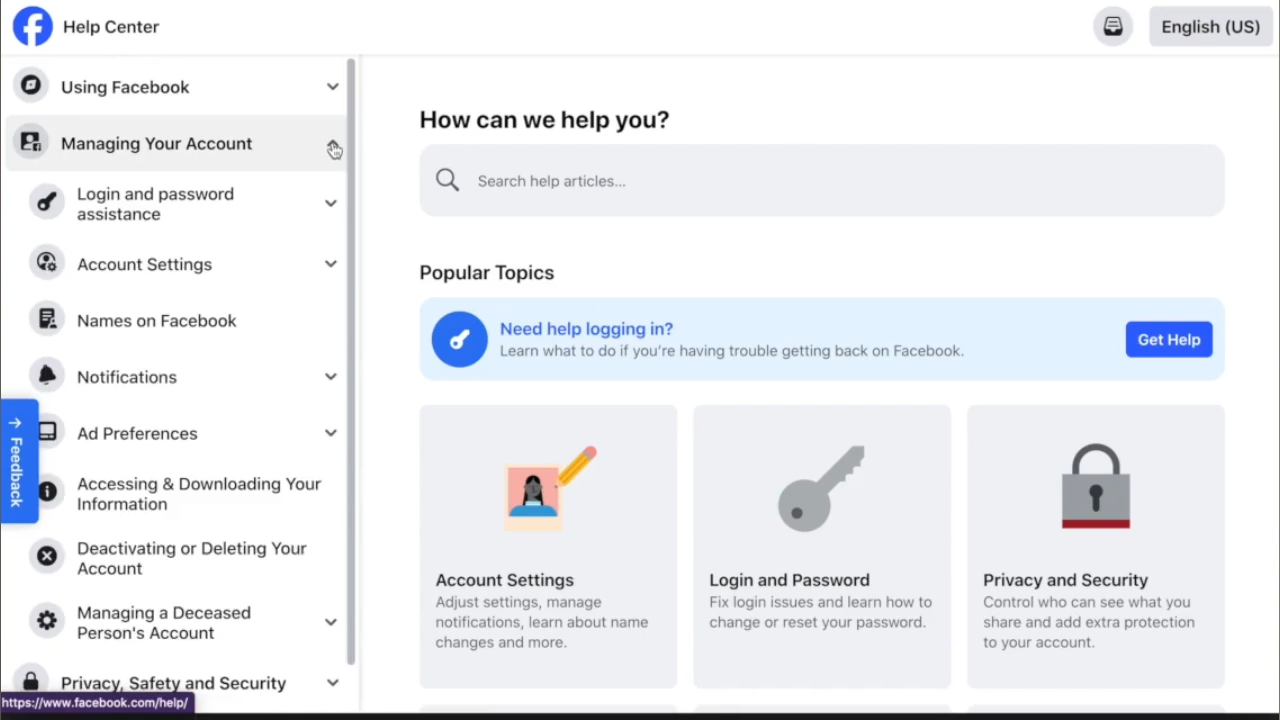 Help Center
English (US)
Using Facebook
Managing Your Account
Login and password
assistance
Account Settings
Names on Facebook
Notifications
Ad Preferences
Accessing & Downloading Your
Information
Deactivating or Deleting Your
Account
Managing a Deceased
Person's Account
Privacy, Safety and Security
Feedback
https://www.facebook.com/help/
How can we help you?
Search help articles...
Popular Topics
Need help logging in?
Learn what to do if you're having trouble getting back on Facebook.
Get Help
Account Settings
Adjust settings, manage
notifications, learn about name
changes and more.
Login and Password
Fix login issues and learn how to
change or reset your password.
Privacy and Security
Control who can see what you
share and add extra protection
to your account.